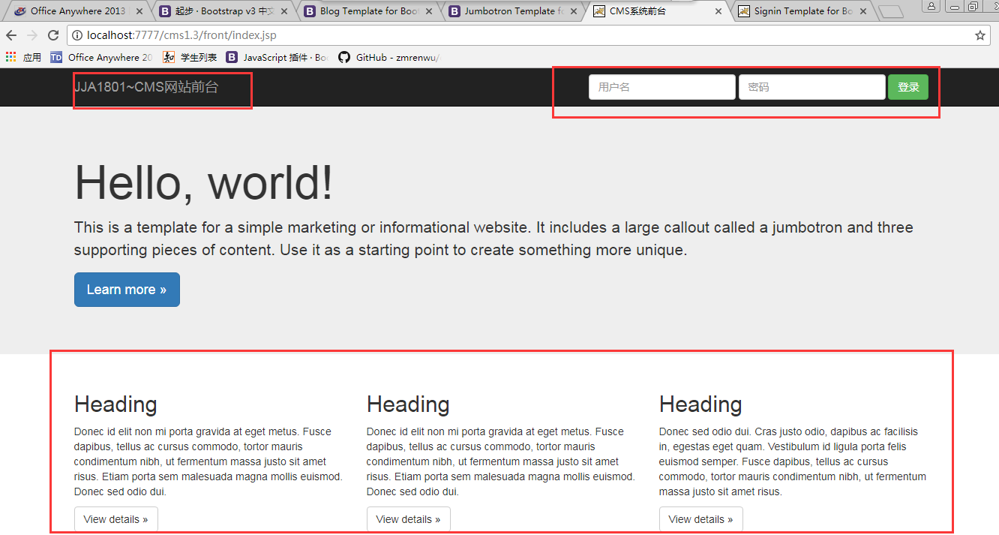 Office Anywhere 2013
起步 · Bootstrap v3 中文
Blog Template for Boot
Jumbotron Template fo
CMS系统前台
Signin Template for Bo
localhost:7777/cms1.3/front/index.jsp
应用
Office Anywhere 20
学生列表
JavaScript 插件 · Boo
GitHub - zmrenwu/
JJA1801~CMS网站前台
用户名
密码
登录
Hello, world!
This is a template for a simple marketing or informational website. It includes a large callout called a jumbotron and three
supporting pieces of content. Use it as a starting point to create something more unique.
Learn more »
Heading
Donec id elit non mi porta gravida at eget metus. Fusce
dapibus, tellus ac cursus commodo, tortor mauris
condimentum nibh, ut fermentum massa justo sit amet
risus. Etiam porta sem malesuada magna mollis euismod.
Donec sed odio dui.
View details »
Heading
Donec id elit non mi porta gravida at eget metus. Fusce
dapibus, tellus ac cursus commodo, tortor mauris
condimentum nibh, ut fermentum massa justo sit amet
risus. Etiam porta sem malesuada magna mollis euismod.
Donec sed odio dui.
View details »
Heading
Donec sed odio dui. Cras justo odio, dapibus ac facilisis
in, egestas eget quam. Vestibulum id ligula porta felis
euismod semper. Fusce dapibus, tellus ac cursus
commodo, tortor mauris condimentum nibh, ut fermentum
massa justo sit amet risus.
View details »